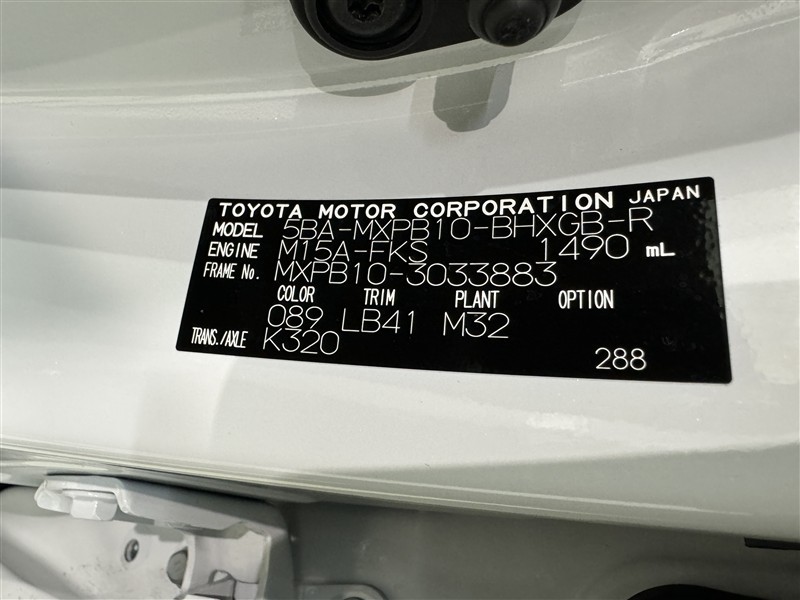 TOYOTA MOTOR CORPORATION JAPAN
MODEL 5BA-MXPB10-BHXGB-R
ENGINE M15A-FKS 1490 mL
FRAME No. MXPB10-3033883
COLOR TRIM PLANT OPTION
089 LB41 M32
TRANS./AXLE K320
288